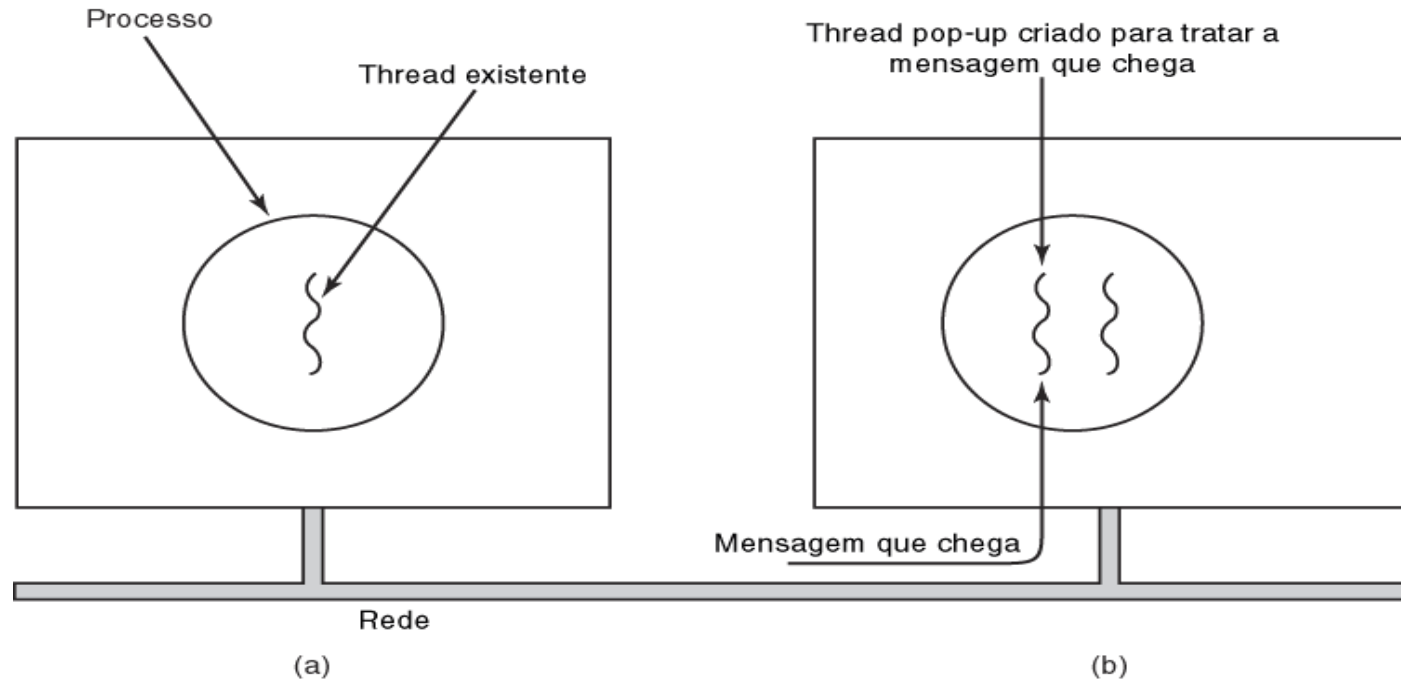 Processo
Thread existente
Thread pop-up criado para tratar a
mensagem que chega
Mensagem que chega
Rede
(a)
(b)